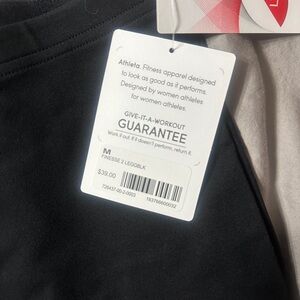 Athleta. Fitness apparel designed
to look as good as it performs.
Designed by women athletes
for women athletes.
GIVE-IT-A-WORKOUT
GUARANTEE
Work it out. If it doesn't perform, return it.
M
FINESSE 2 LEGGBLK
$39.00